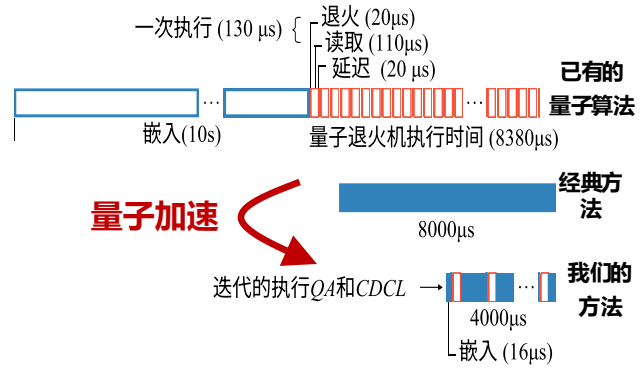 退火 (20μs)
一次执行 (130 μs)
读取 (110μs)
延迟 (20 μs)
已有的
量子算法
...
...
嵌入(10s)
量子退火机执行时间 (8380μs)
经典方
法
量子加速
8000μs
我们的
方法
迭代的执行QA和CDCL
...
4000μs
嵌入 (16μs)